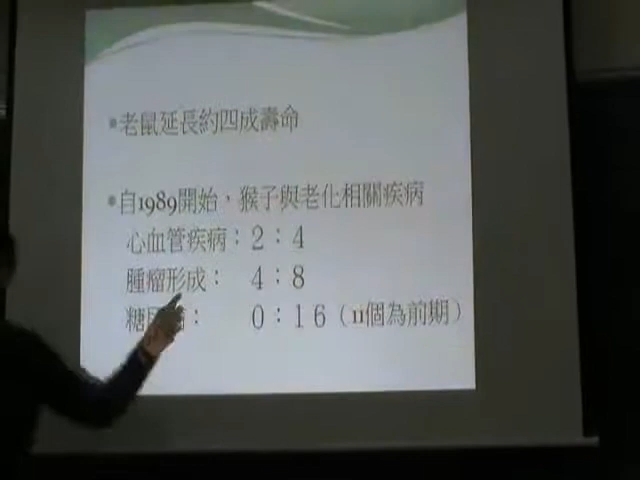 老鼠延長約四成壽命
自1989開始，猴子與老化相關疾病
心血管疾病：2：4
腫瘤形成： 4：8
糖： 0：16（11個為前期）